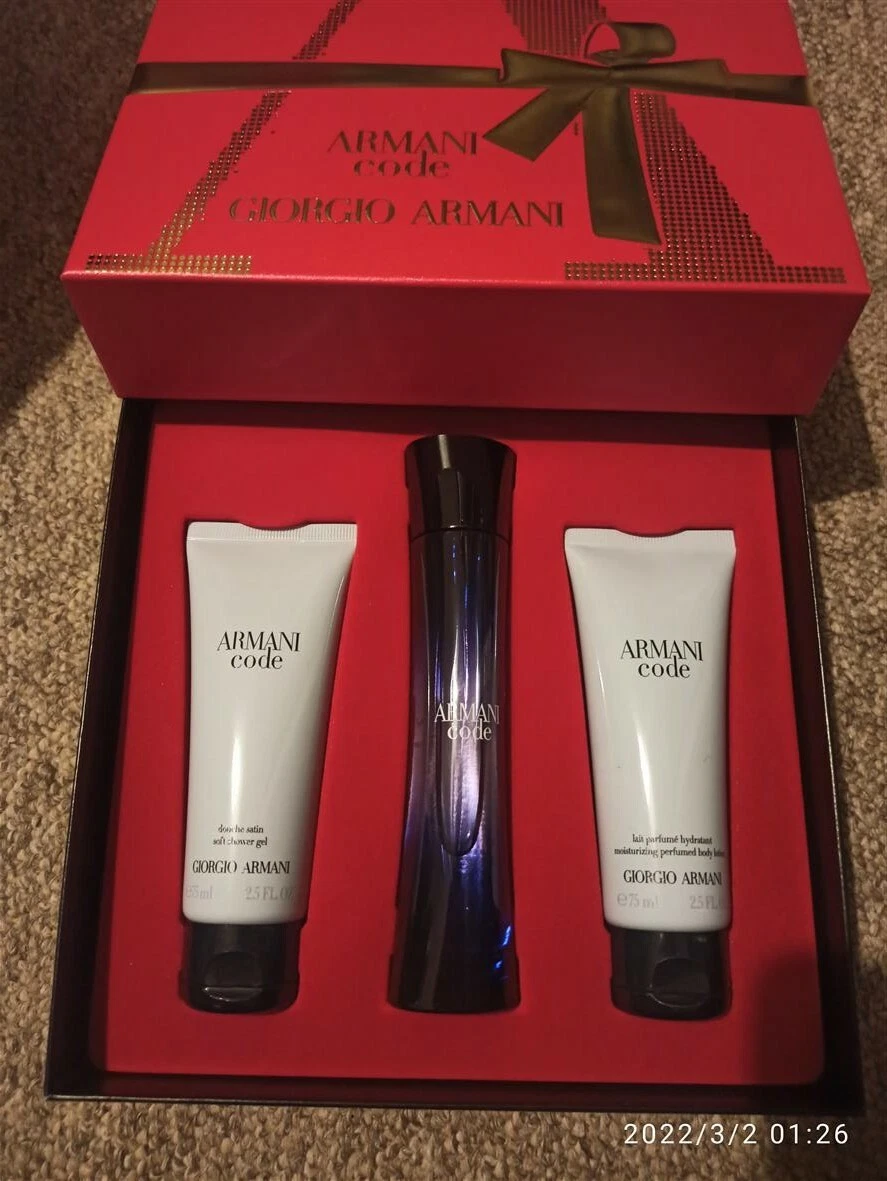 ARMANI
code
GIORGIO ARMANI
ARMANI
code
douche satin
soft shower gel
GIORGIO ARMANI
ml 2.5 FL OZ
ARMANI
code
ARMANI
code
lait parfumé hydratant
moisturizing perfumed body lotion
GIORGIO ARMANI
℮75 ml 2.5 FL
2022/3/2 01:26